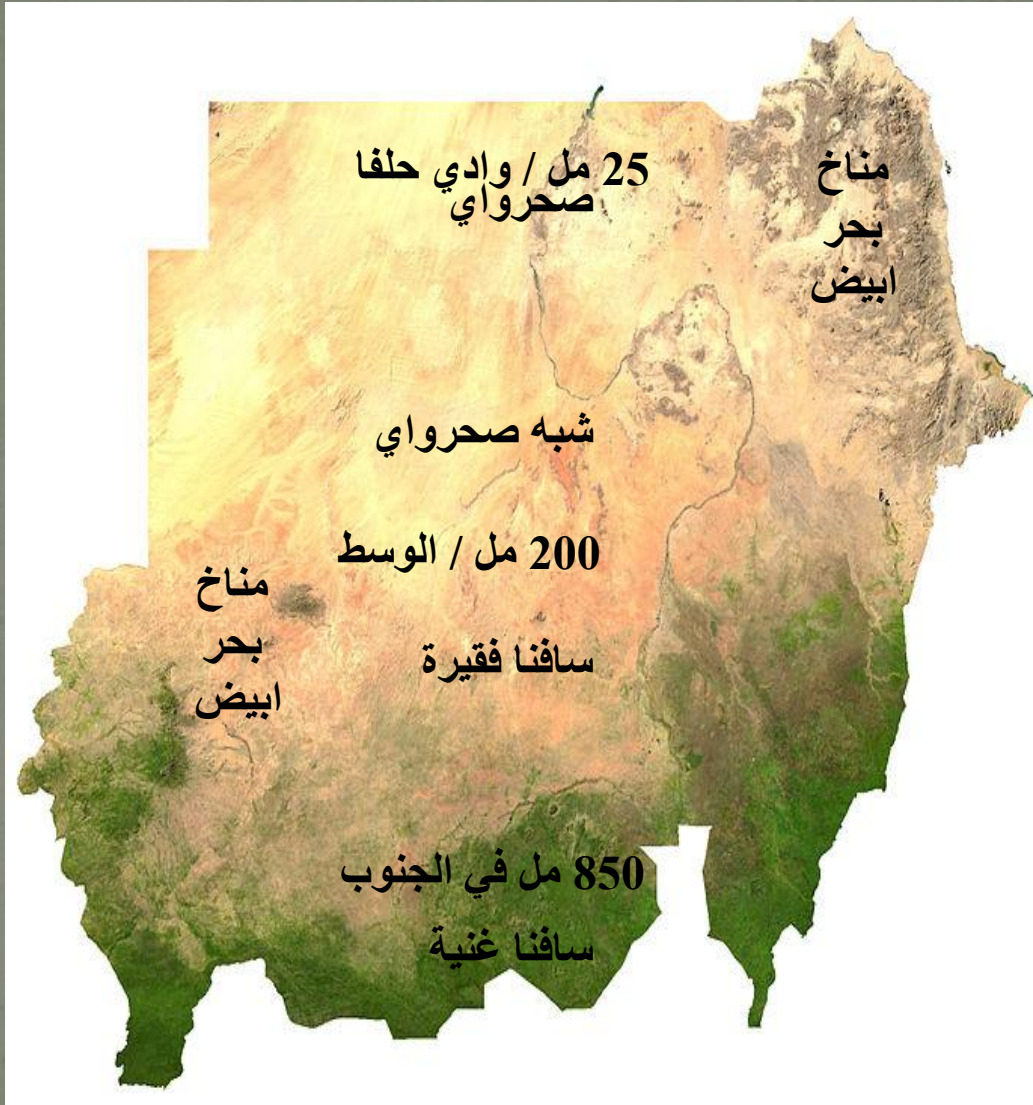 25 مل / وادي حلفا
صحرواي
مناخ
بحر
ابيض
شبه صحرواي
200 مل / الوسط
مناخ
بحر
ابيض
سافنا فقيرة
850 مل في الجنوب
سافنا غنية